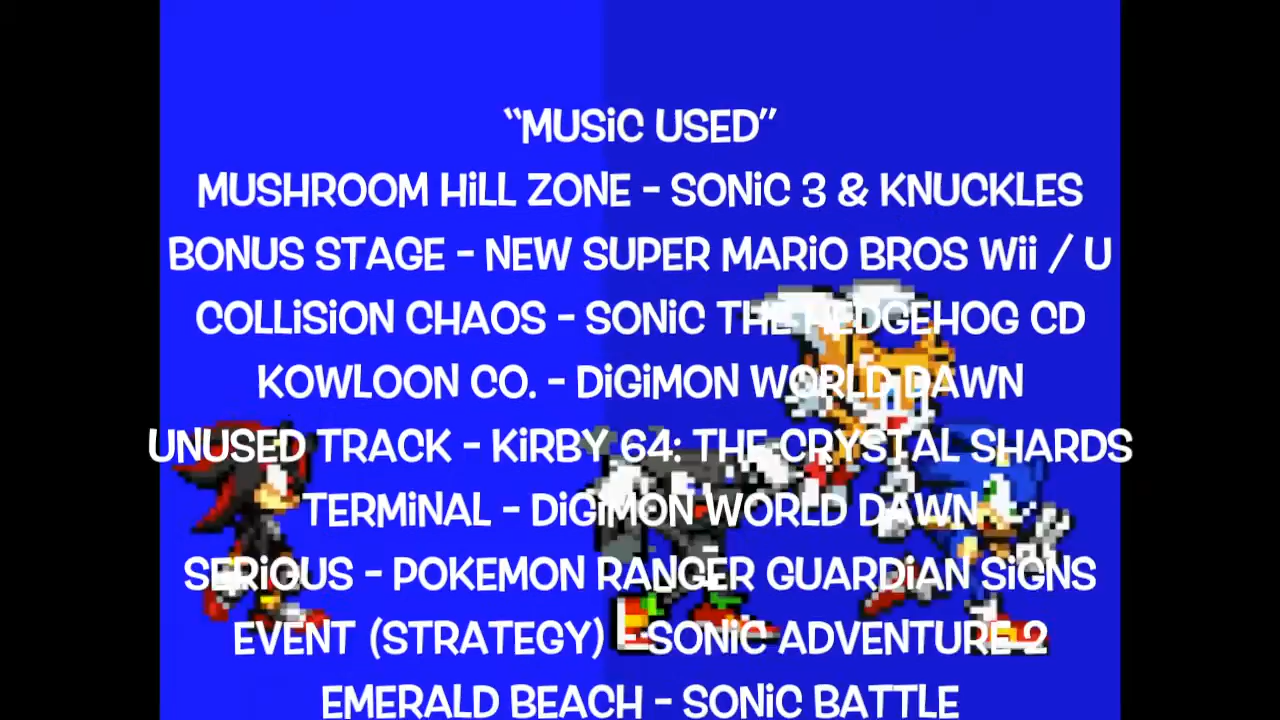 “MUSiC USED”
MUSHROOM HiLL ZONE - SONiC 3 & KNUCKLES
BONUS STAGE - NEW SUPER MARiO BROS Wii / U
COLLiSiON CHAOS - SONiC THE HEDGEHOG CD
KOWLOON CO. - DiGiMON WORLD DAWN
UNUSED TRACK - KiRBY 64: THE CRYSTAL SHARDS
TERMiNAL - DiGiMON WORLD DAWN
SERiOUS - POKEMON RANGER GUARDiAN SiGNS
EVENT (STRATEGY) - SONiC ADVENTURE 2
EMERALD BEACH - SONiC BATTLE